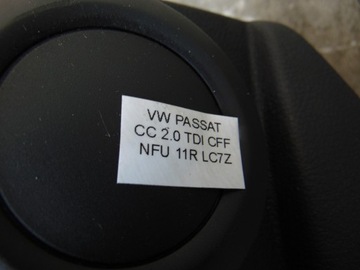 VW PASSAT
CC 2.0 TDI CFF
NFU 11R LC7Z